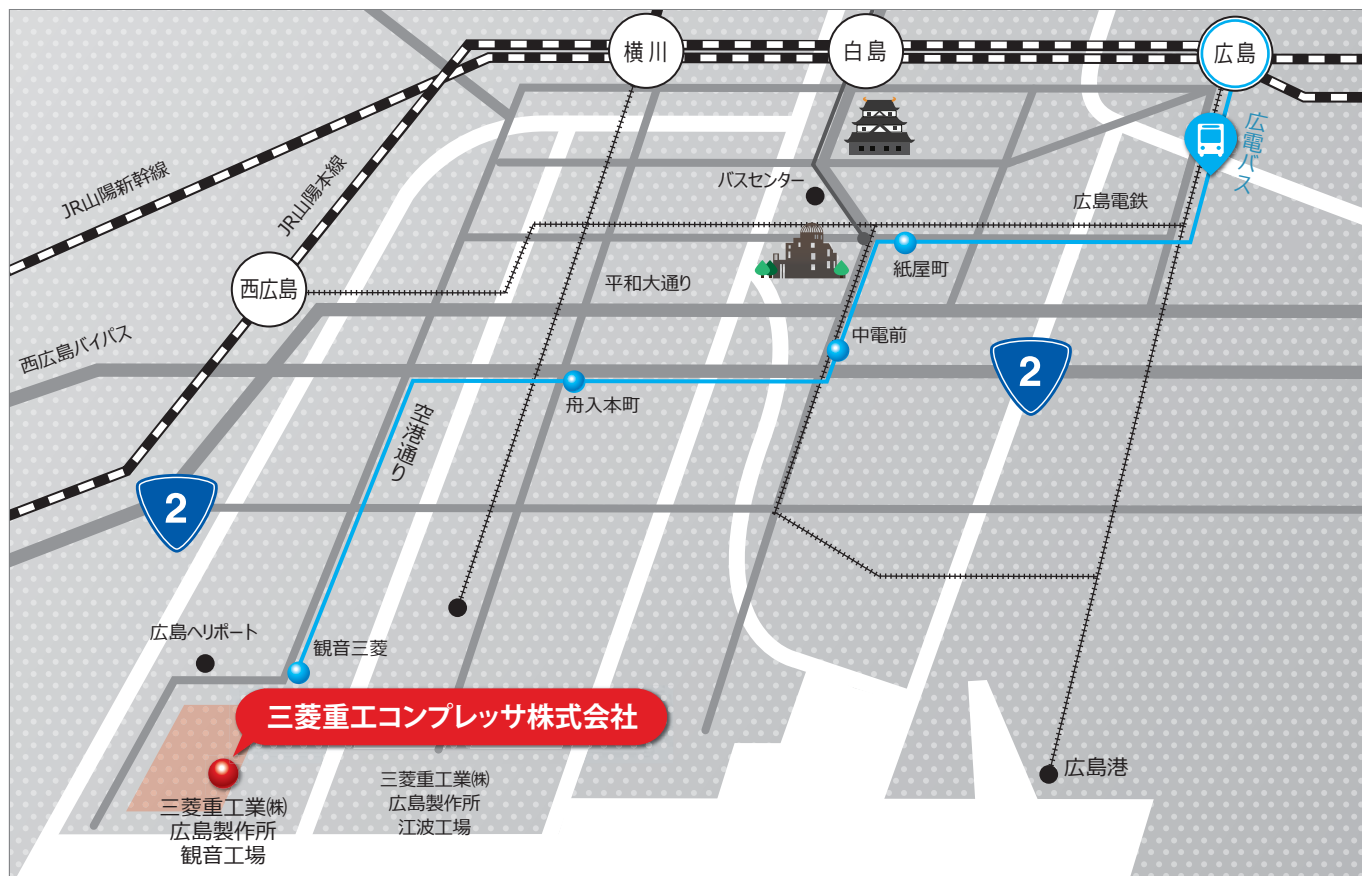 横川
白島
広島
広電バス
JR山陽新幹線
JR山陽本線
バスセンター
広島電鉄
紙屋町
西広島
平和大通り
中電前
西広島バイパス
2
舟入本町
空港通り
2
広島ヘリポート
観音三菱
三菱重工コンプレッサ株式会社
広島港
三菱重工業㈱
広島製作所
江波工場
三菱重工業㈱
広島製作所
観音工場